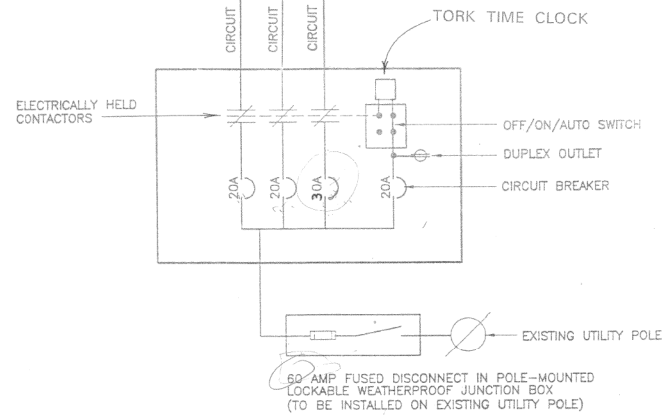 CIRCUIT
CIRCUIT
CIRCUIT
TORK TIME CLOCK
ELECTRICALLY HELD
CONTACTORS
OFF/ON/AUTO SWITCH
DUPLEX OUTLET
20A
20A
30A
20A
CIRCUIT BREAKER
EXISTING UTILITY POLE
60 AMP FUSED DISCONNECT IN POLE-MOUNTED
LOCKABLE WEATHERPROOF JUNCTION BOX
(TO BE INSTALLED ON EXISTING UTILITY POLE)